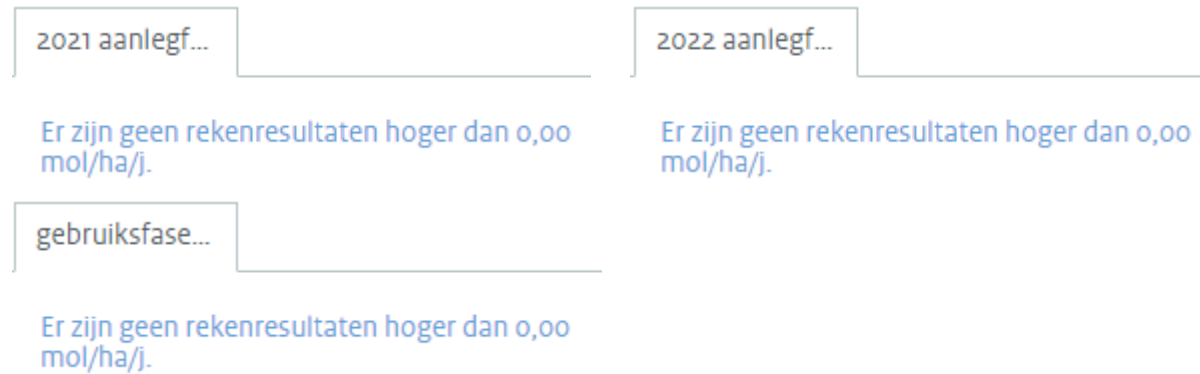 2021 aanlegf...
Er zijn geen rekenresultaten hoger dan 0,00
mol/ha/j.
2022 aanlegf...
Er zijn geen rekenresultaten hoger dan 0,00
mol/ha/j.
gebruiksfase...
Er zijn geen rekenresultaten hoger dan 0,00
mol/ha/j.